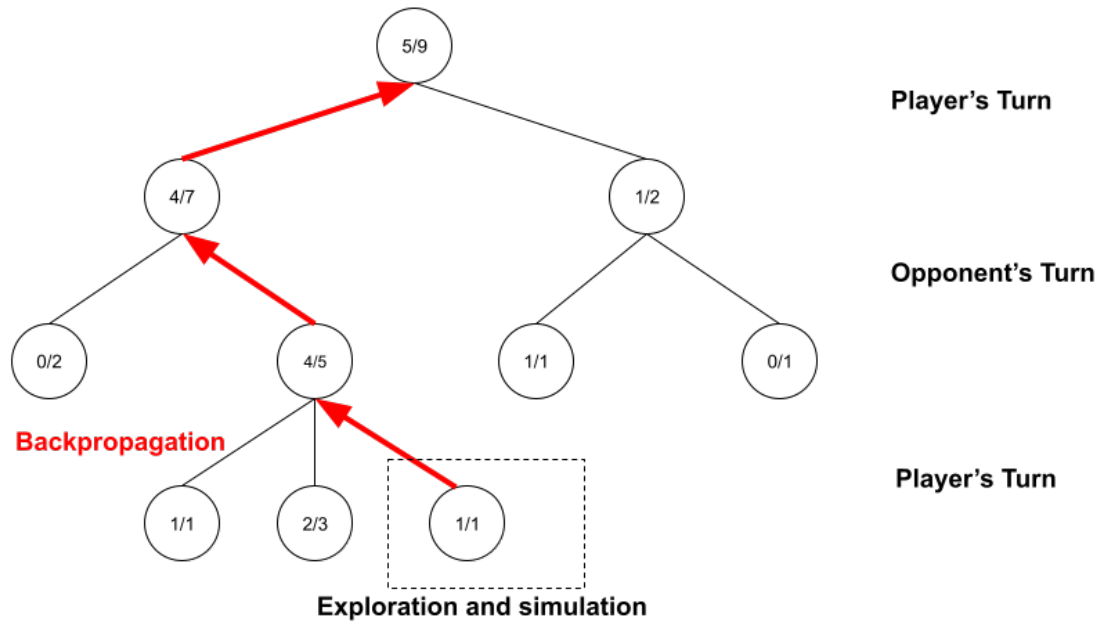 5/9
Player’s Turn
4/7
1/2
Opponent’s Turn
0/2
4/5
1/1
0/1
Backpropagation
Player’s Turn
1/1
2/3
1/1
Exploration and simulation